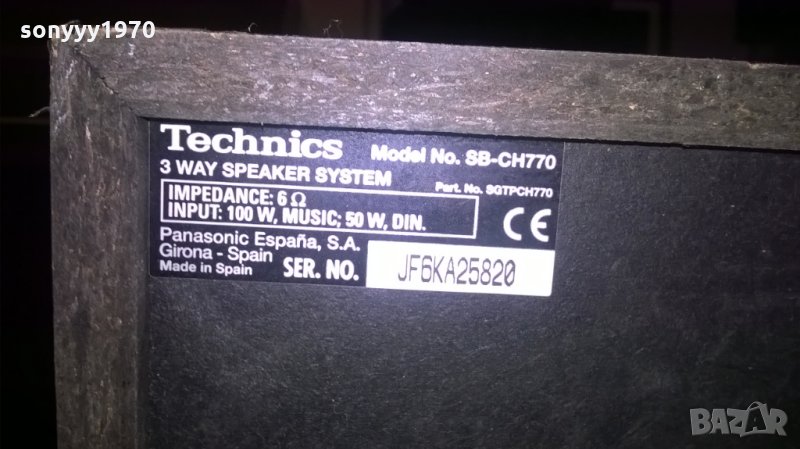 sonyyy1970
Technics Model No. SB-CH770
3 WAY SPEAKER SYSTEM Part. No. SGTPCH770
IMPEDANCE: 6 Ω
INPUT: 100 W, MUSIC; 50 W, DIN.
CE
Panasonic España, S.A.
Girona - Spain
Made in Spain SER. NO. JF6KA25820
BAZAR